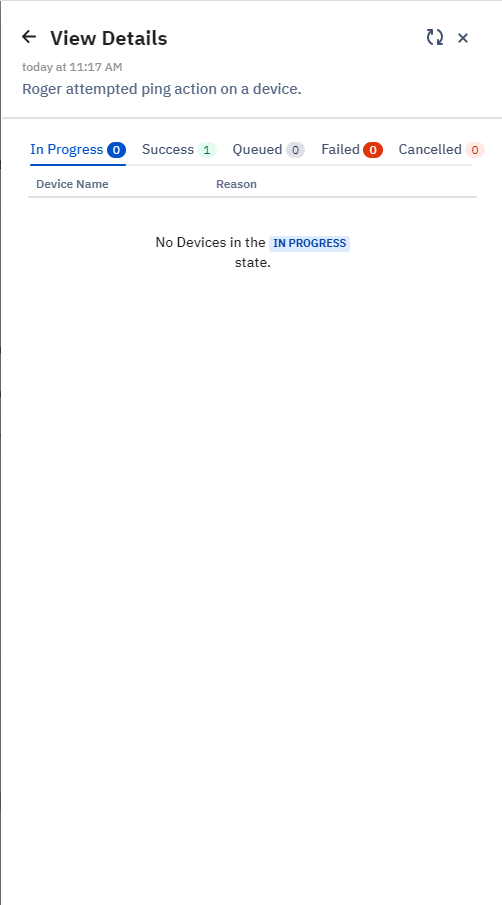 View Details
today at 11:17 AM
Roger attempted ping action on a device.
In Progress 0 Success 1 Queued 0 Failed 0 Cancelled 0
Device Name Reason
No Devices in the IN PROGRESS
state.